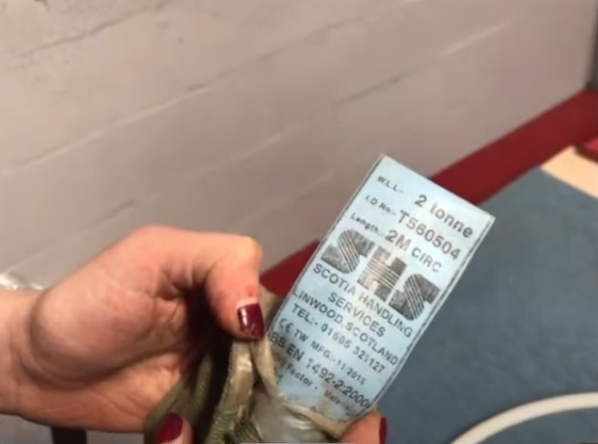 W.L.L:- 2 tonne
I.D No:- T560504
Length:- 2M CIRC
SHS
SCOTIA HANDLING
SERVICES
LINWOOD, SCOTLAND
TEL:- 01505 321127
CE TW MFG:- 11/2015
BS EN 1492-2:2000
Factor